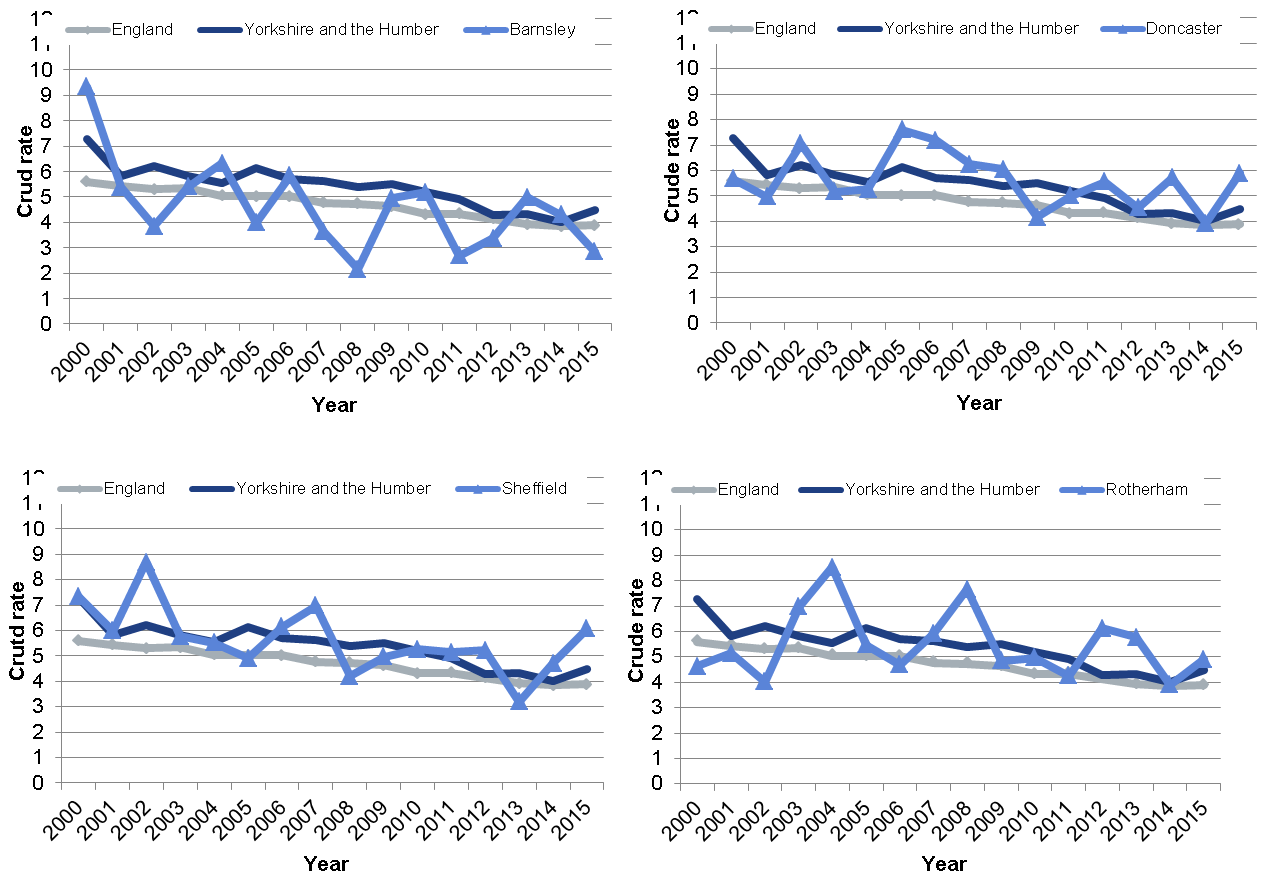 England Yorkshire and the Humber Barnsley
10
9
8
7
6
5
4
3
2
1
0
Crud rate
2000 2001 2002 2003 2004 2005 2006 2007 2008 2009 2010 2011 2012 2013 2014 2015
Year
England Yorkshire and the Humber Doncaster
10
9
8
7
6
5
4
3
2
1
0
Crude rate
2000 2001 2002 2003 2004 2005 2006 2007 2008 2009 2010 2011 2012 2013 2014 2015
Year
England Yorkshire and the Humber Sheffield
11
10
9
8
7
6
5
4
3
2
1
0
Crutd rate
2000 2001 2002 2003 2004 2005 2006 2007 2008 2009 2010 2011 2012 2013 2014 2015
Year
England Yorkshire and the Humber Rotherham
11
10
9
8
7
6
5
4
3
2
1
0
Crude rate
2000 2001 2002 2003 2004 2005 2006 2007 2008 2009 2010 2011 2012 2013 2014 2015
Year